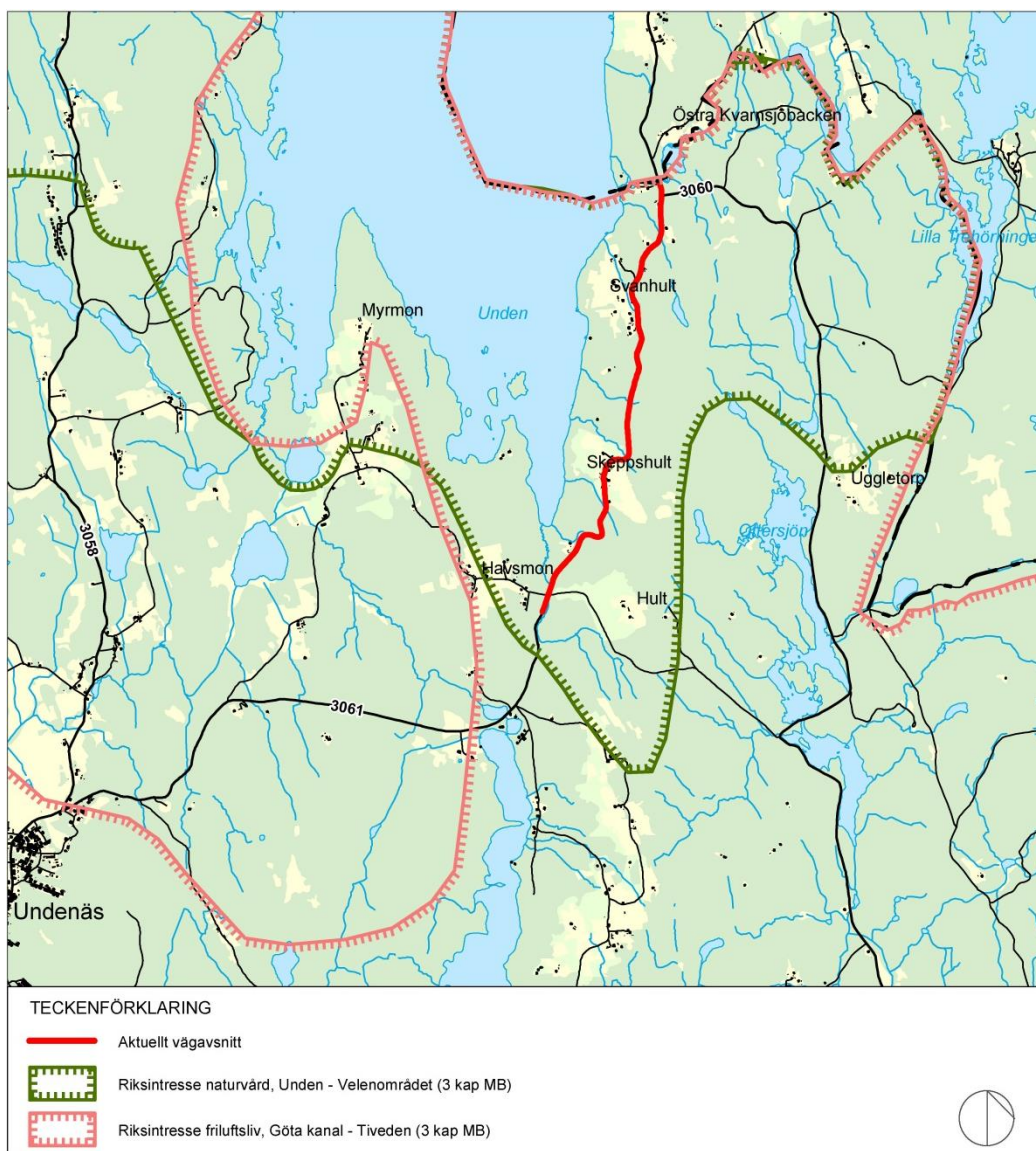 Östra Kvarnsjöbacken
3060
Lilla Trehörningen
Svanhult
Myrmon
Unden
Skeppshult
Uggletorp
3058
Ottersjön
Havsmon
Hult
3061
Undenäs
TECKENFÖRKLARING
Aktuellt vägavsnitt
Riksintresse naturvård, Unden - Velenområdet (3 kap MB)
Riksintresse friluftsliv, Göta kanal - Tiveden (3 kap MB)